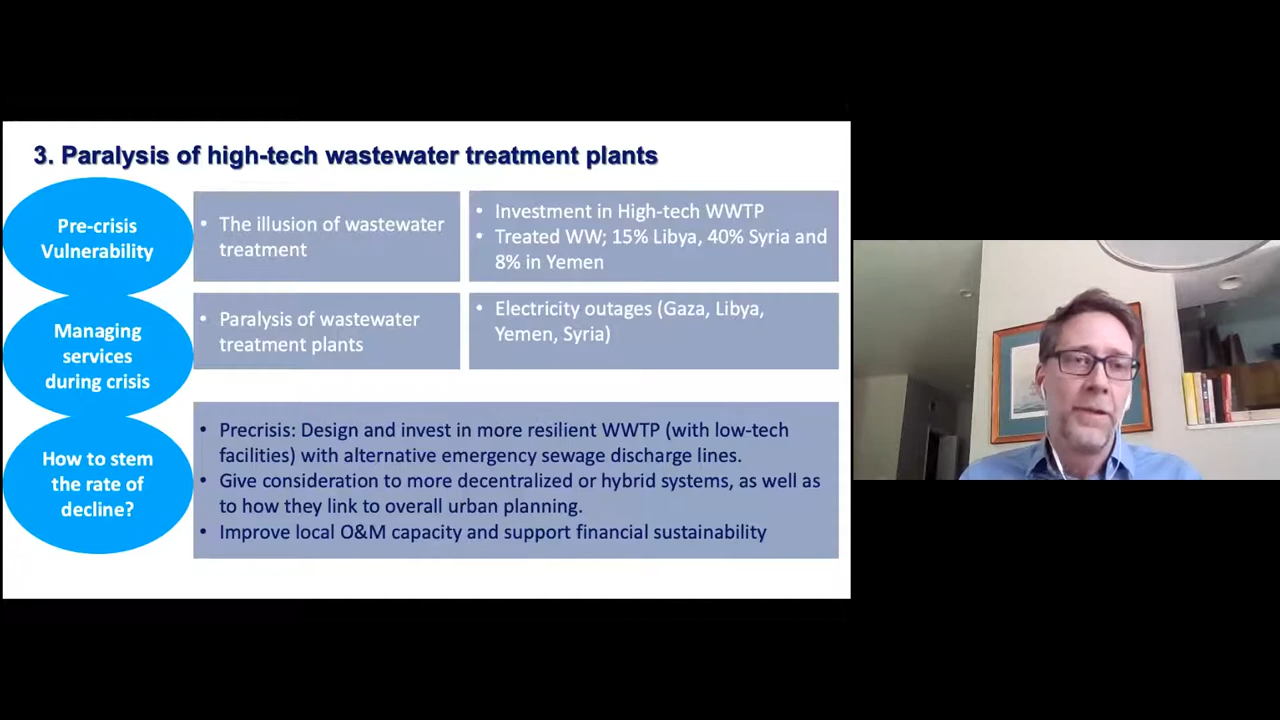 3. Paralysis of high-tech wastewater treatment plants
Pre-crisis
Vulnerability
• The illusion of wastewater
treatment
• Investment in High-tech WWTP
• Treated WW; 15% Libya, 40% Syria and
8% in Yemen
Managing
services
during crisis
• Paralysis of wastewater
treatment plants
Electricity outages (Gaza, Libya,
Yemen, Syria)
How to stem
the rate of
decline?
• Precrisis: Design and invest in more resilient WWTP (with low-tech
facilities) with alternative emergency sewage discharge lines.
• Give consideration to more decentralized or hybrid systems, as well as
to how they link to overall urban planning.
• Improve local O&M capacity and support financial sustainability